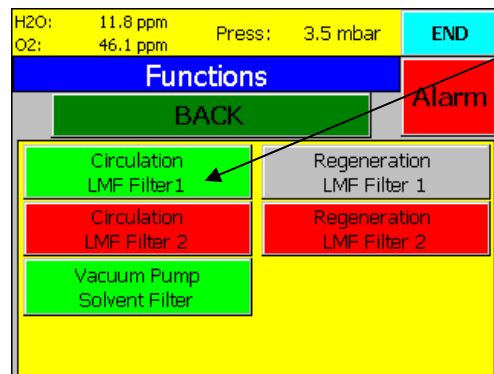 H2O: 11.8 ppm Press: 3.5 mbar END
O2: 46.1 ppm
Functions
Alarm
BACK
Circulation
LMF Filter1
Regeneration
LMF Filter 1
Circulation
LMF Filter 2
Regeneration
LMF Filter 2
Vacuum Pump
Solvent Filter